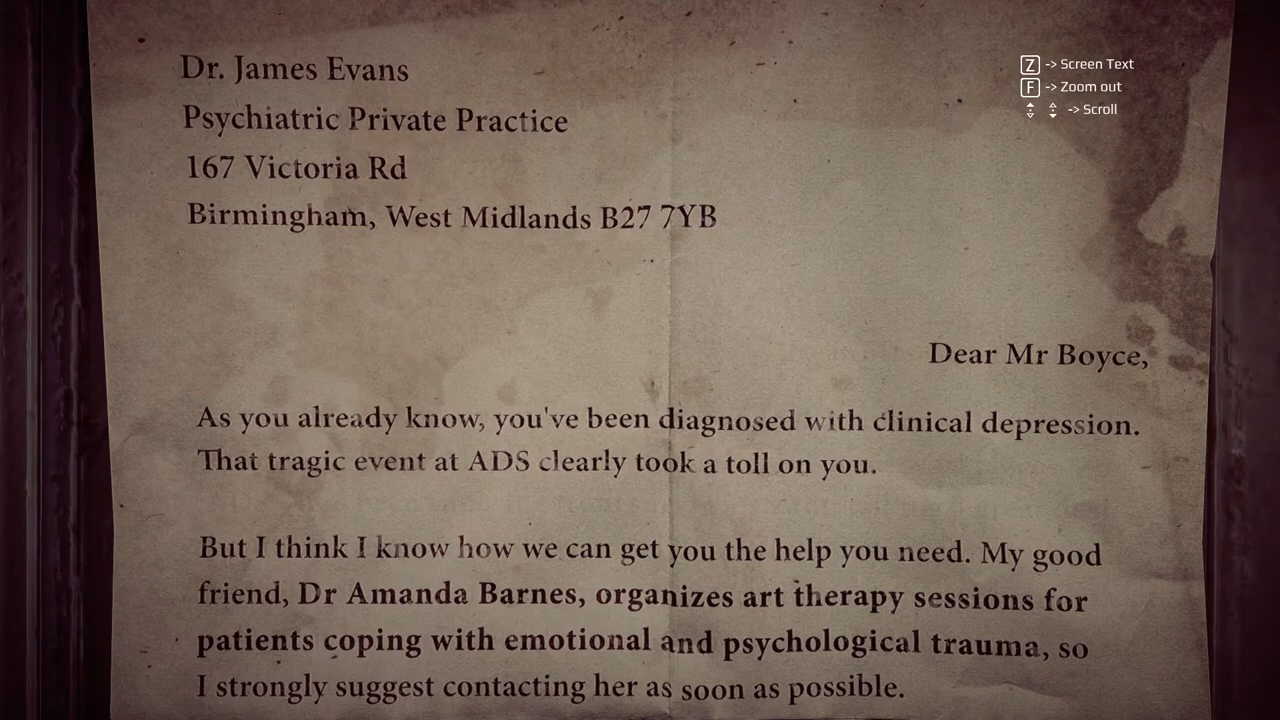 Dr. James Evans
Psychiatric Private Practice
167 Victoria Rd
Birmingham, West Midlands B27 7YB
Z -> Screen Text
F -> Zoom out
-> Scroll
Dear Mr Boyce,
As you already know, you've been diagnosed with clinical depression.
That tragic event at ADS clearly took a toll on you.
But I think I know how we can get you the help you need. My good
friend, Dr Amanda Barnes, organizes art therapy sessions for
patients coping with emotional and psychological trauma, so
I strongly suggest contacting her as soon as possible.